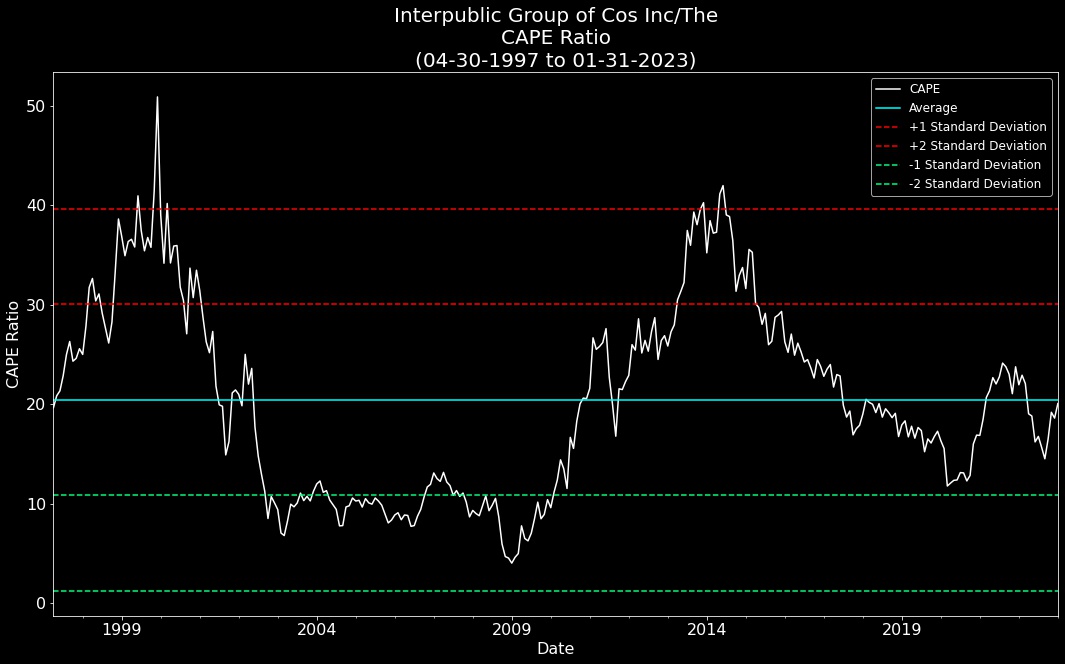 Interpublic Group of Cos Inc/The
CAPE Ratio
(04-30-1997 to 01-31-2023)
CAPE
Average
+1 Standard Deviation
+2 Standard Deviation
-1 Standard Deviation
-2 Standard Deviation
CAPE Ratio
50
40
30
20
10
0
1999
2004
2009
2014
2019
Date